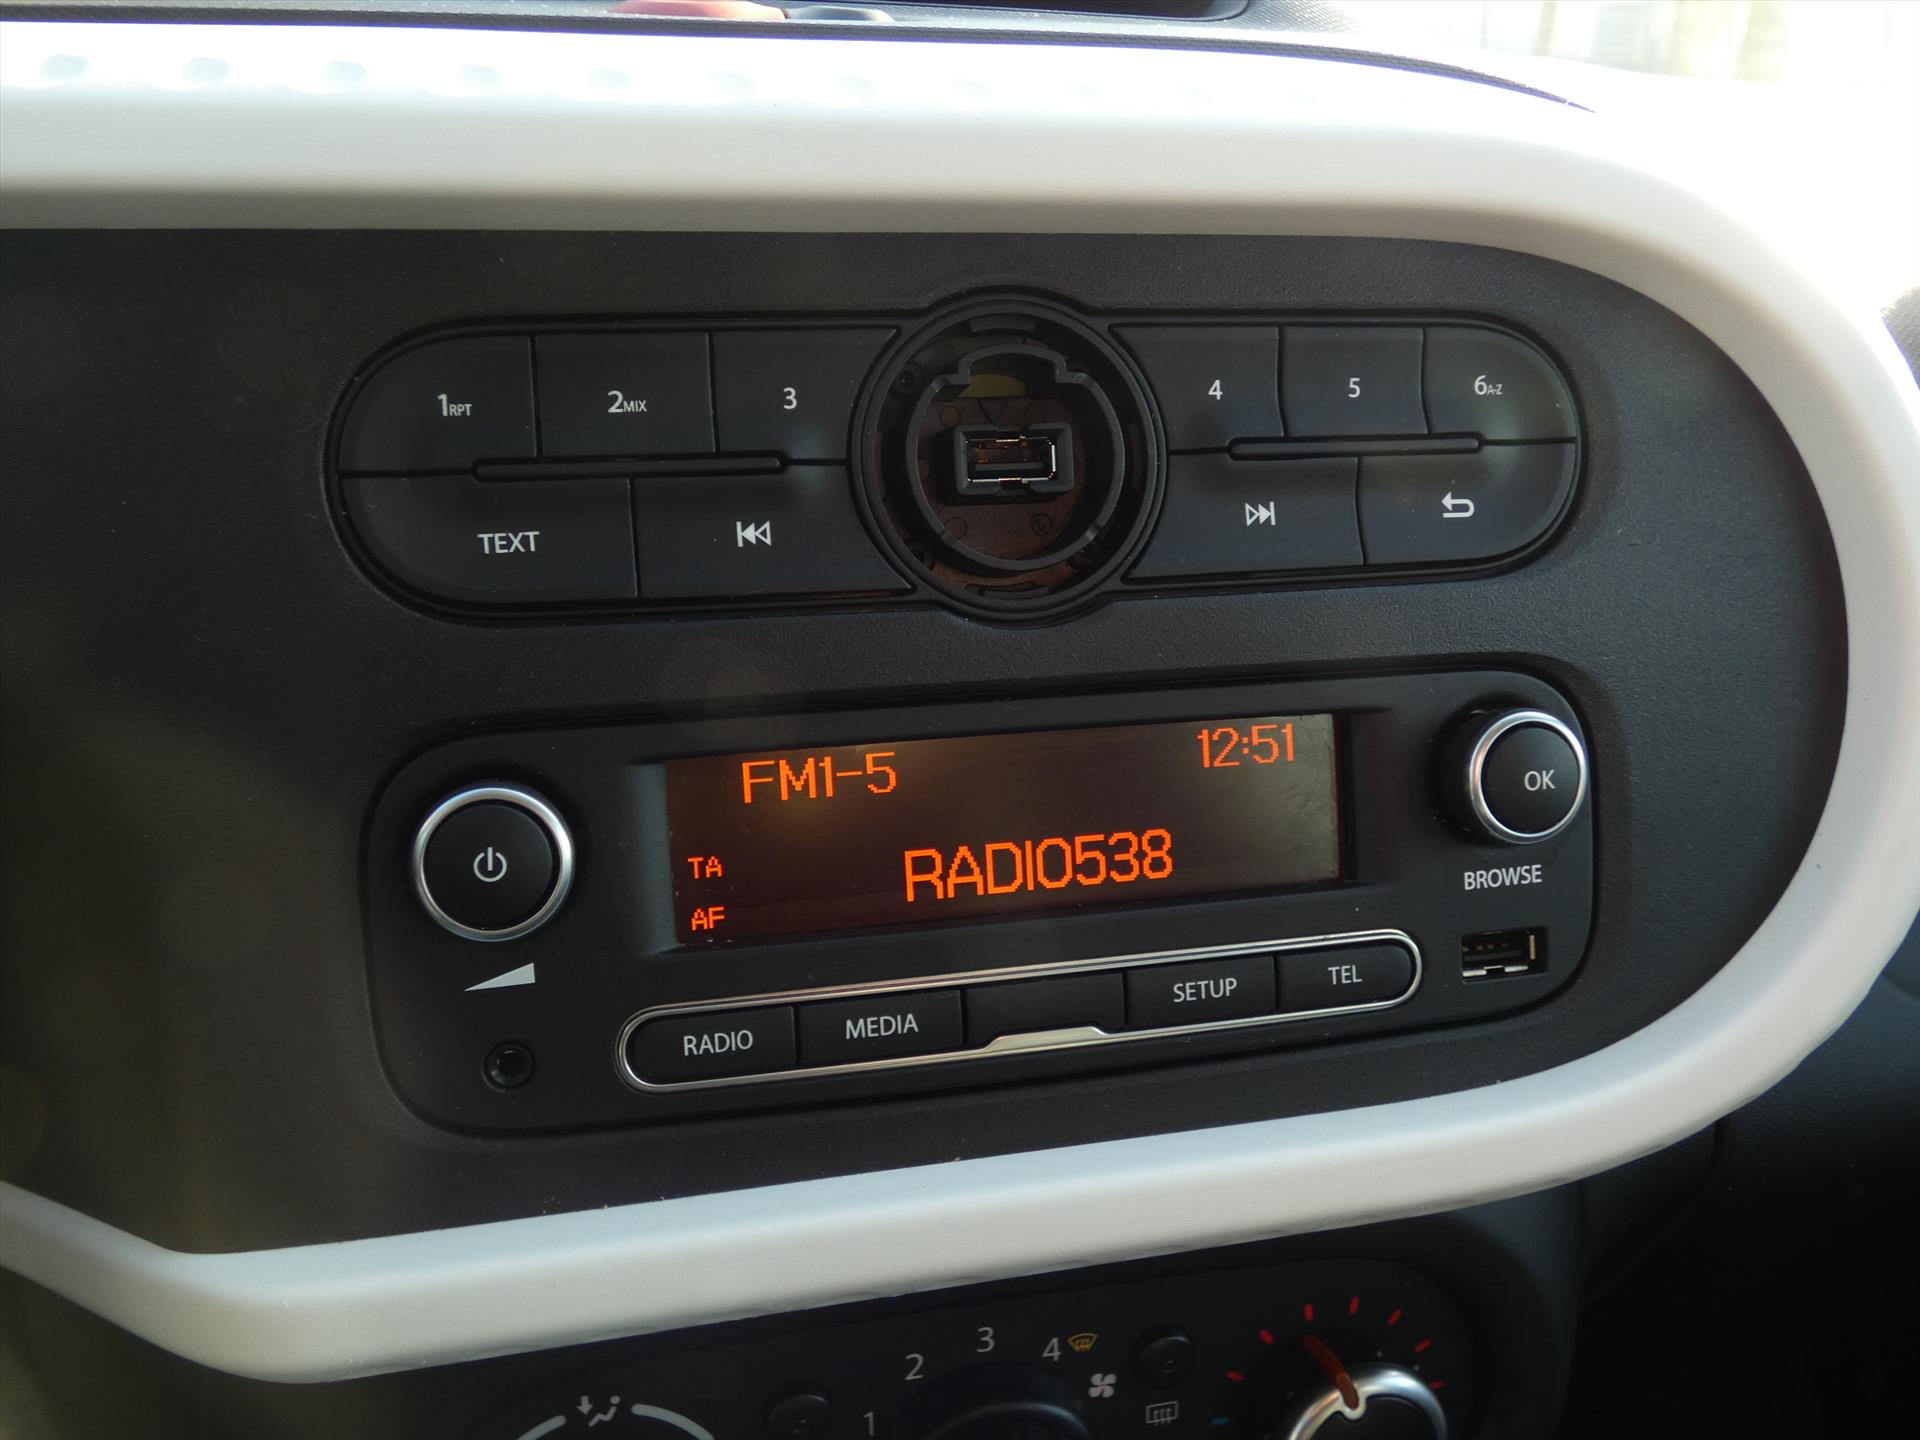 1RPT 2MIX 3 4 5 6A-Z
TEXT
FM1-5 12:51
TA RADIO538
AF
OK
BROWSE
RADIO MEDIA SETUP TEL
1 2 3 4